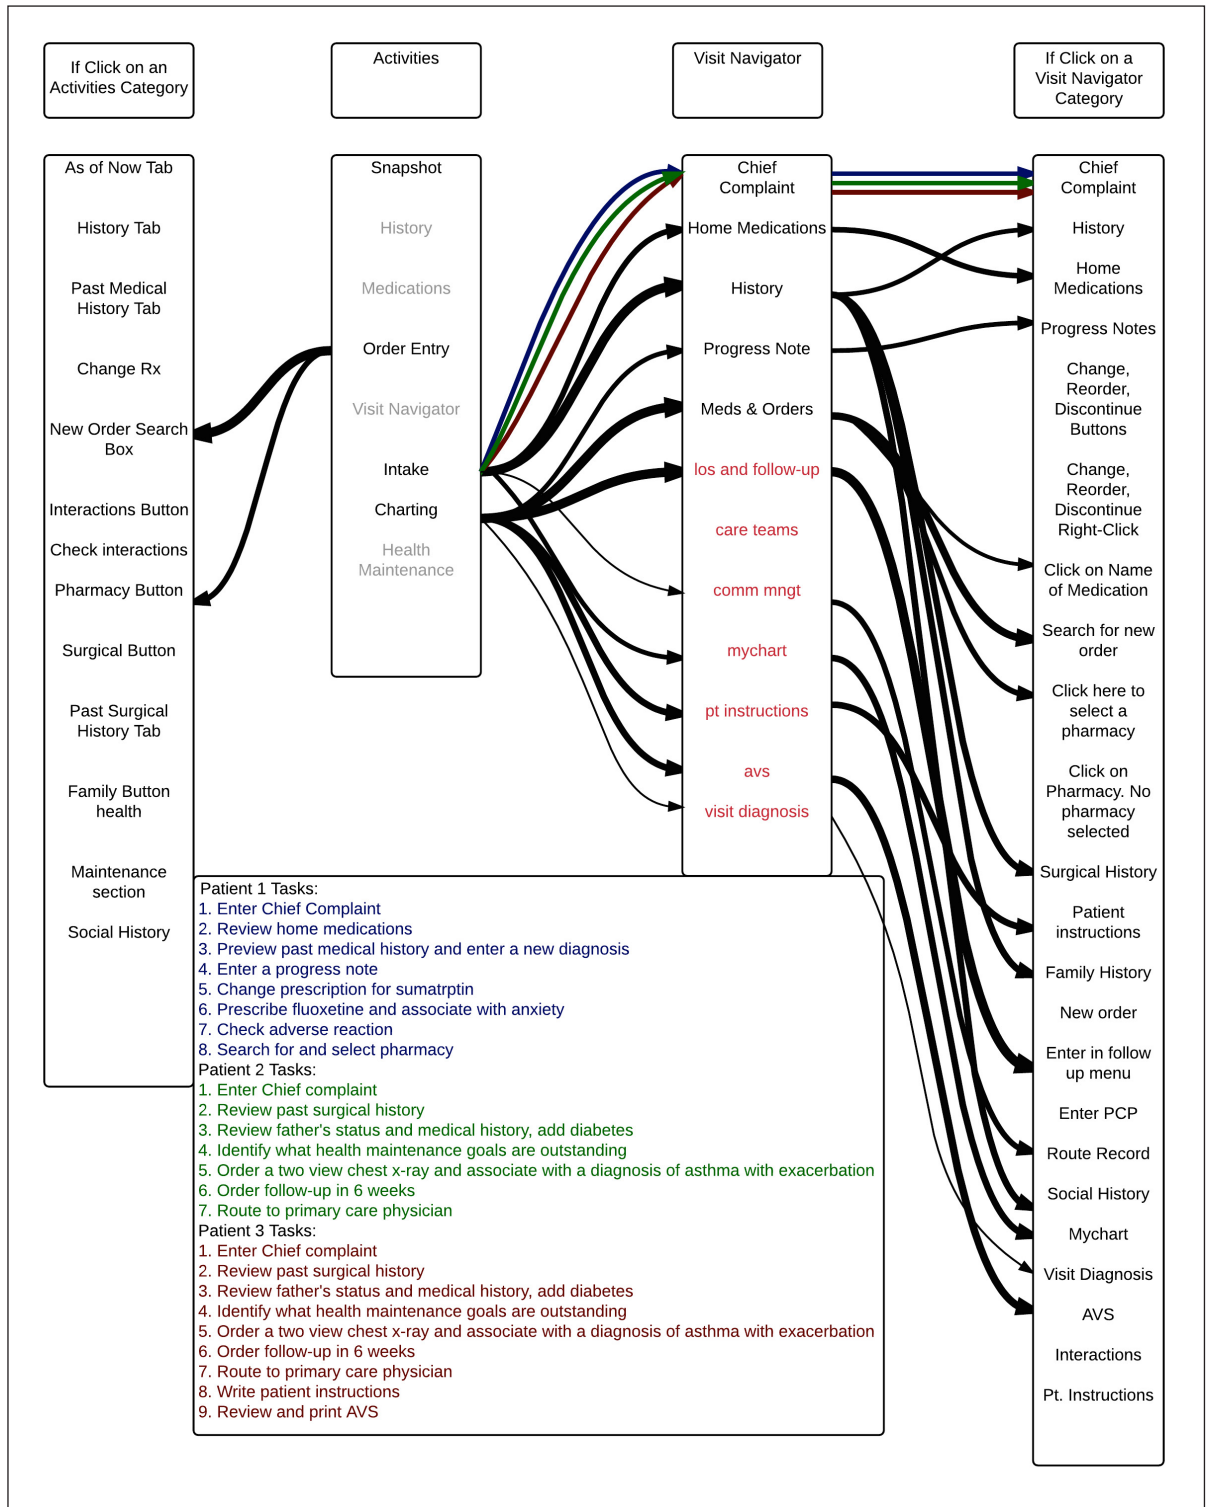 If Click on an
Activities Category
Activities
Visit Navigator
If Click on a
Visit Navigator
Category
As of Now Tab
History Tab
Past Medical
History Tab
Change Rx
New Order Search
Box
Interactions Button
Check interactions
Pharmacy Button
Surgical Button
Past Surgical
History Tab
Family Button
health
Maintenance
section
Social History
Snapshot
History
Medications
Order Entry
Visit Navigator
Intake
Charting
Health
Maintenance
Chief
Complaint
Home Medications
History
Progress Note
Meds & Orders
los and follow-up
care teams
comm mngt
mychart
pt instructions
avs
visit diagnosis
Chief
Complaint
History
Home
Medications
Progress Notes
Change,
Reorder,
Discontinue
Buttons
Change,
Reorder,
Discontinue
Right-Click
Click on Name
of Medication
Search for new
order
Click here to
select a
pharmacy
Click on
Pharmacy. No
pharmacy
selected
Surgical History
Patient
instructions
Family History
New order
Enter in follow
up menu
Enter PCP
Route Record
Social History
Mychart
Visit Diagnosis
AVS
Interactions
Pt. Instructions
Patient 1 Tasks:
1. Enter Chief Complaint
2. Review home medications
3. Preview past medical history and enter a new diagnosis
4. Enter a progress note
5. Change prescription for sumatrptin
6. Prescribe fluoxetine and associate with anxiety
7. Check adverse reaction
8. Search for and select pharmacy
Patient 2 Tasks:
1. Enter Chief complaint
2. Review past surgical history
3. Review father's status and medical history, add diabetes
4. Identify what health maintenance goals are outstanding
5. Order a two view chest x-ray and associate with a diagnosis of asthma with exacerbation
6. Order follow-up in 6 weeks
7. Route to primary care physician
Patient 3 Tasks:
1. Enter Chief complaint
2. Review past surgical history
3. Review father's status and medical history, add diabetes
4. Identify what health maintenance goals are outstanding
5. Order a two view chest x-ray and associate with a diagnosis of asthma with exacerbation
6. Order follow-up in 6 weeks
7. Route to primary care physician
8. Write patient instructions
9. Review and print AVS